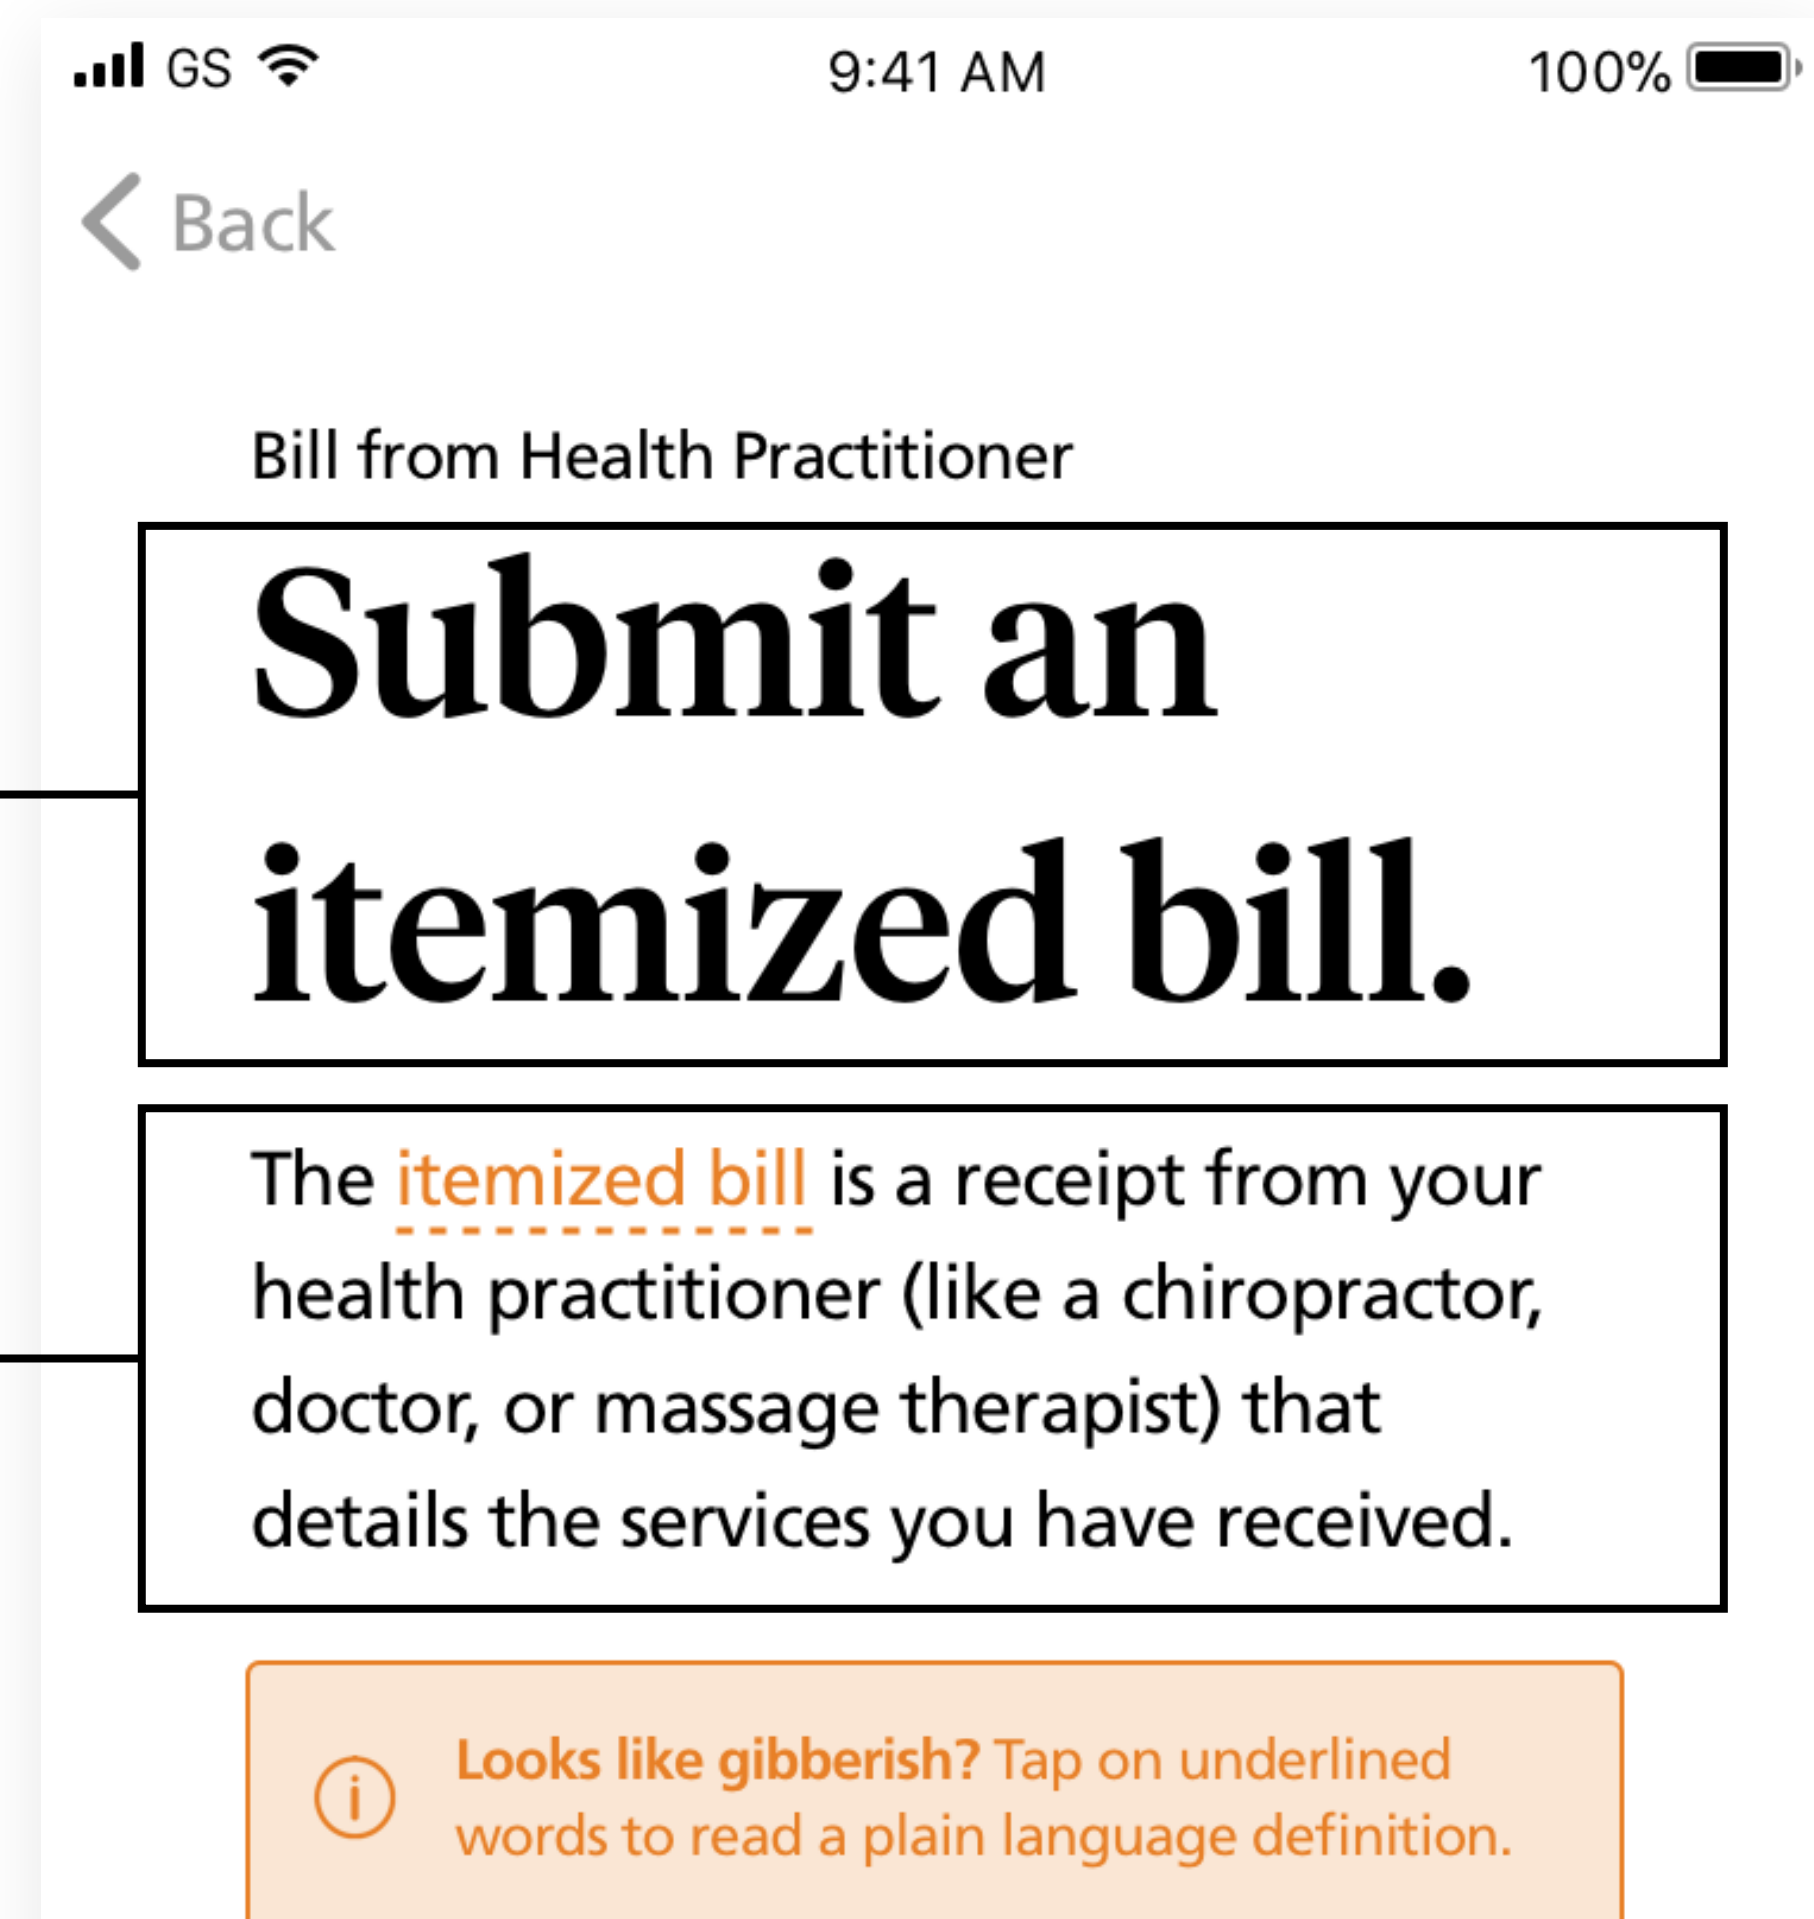 GS 9:41 AM 100%
Back
Bill from Health Practitioner
Submit an
itemized bill.
The itemized bill is a receipt from your
health practitioner (like a chiropractor,
doctor, or massage therapist) that
details the services you have received.
Looks like gibberish? Tap on underlined
words to read a plain language definition.